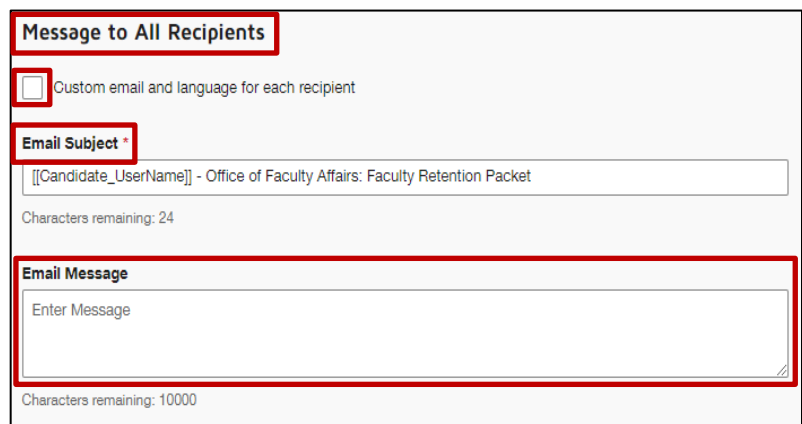 Message to All Recipients
Custom email and language for each recipient
Email Subject *
[[Candidate_UserName]] - Office of Faculty Affairs: Faculty Retention Packet
Characters remaining: 24
Email Message
Enter Message
Characters remaining: 10000